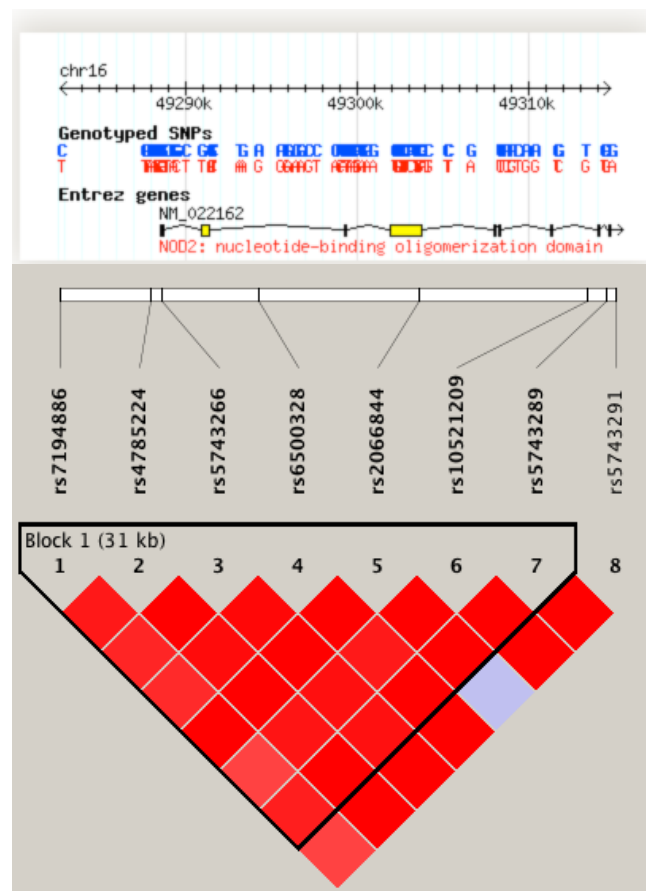 chr16
49290k 49300k 49310k
Genotyped SNPs
Entrez genes
NM_022162
NOD2: nucleotide-binding oligomerization domain
rs7194886
rs4785224
rs5743266
rs6500328
rs2066844
rs10521209
rs5743289
rs5743291
Block 1 (31 kb)
1 2 3 4 5 6 7 8